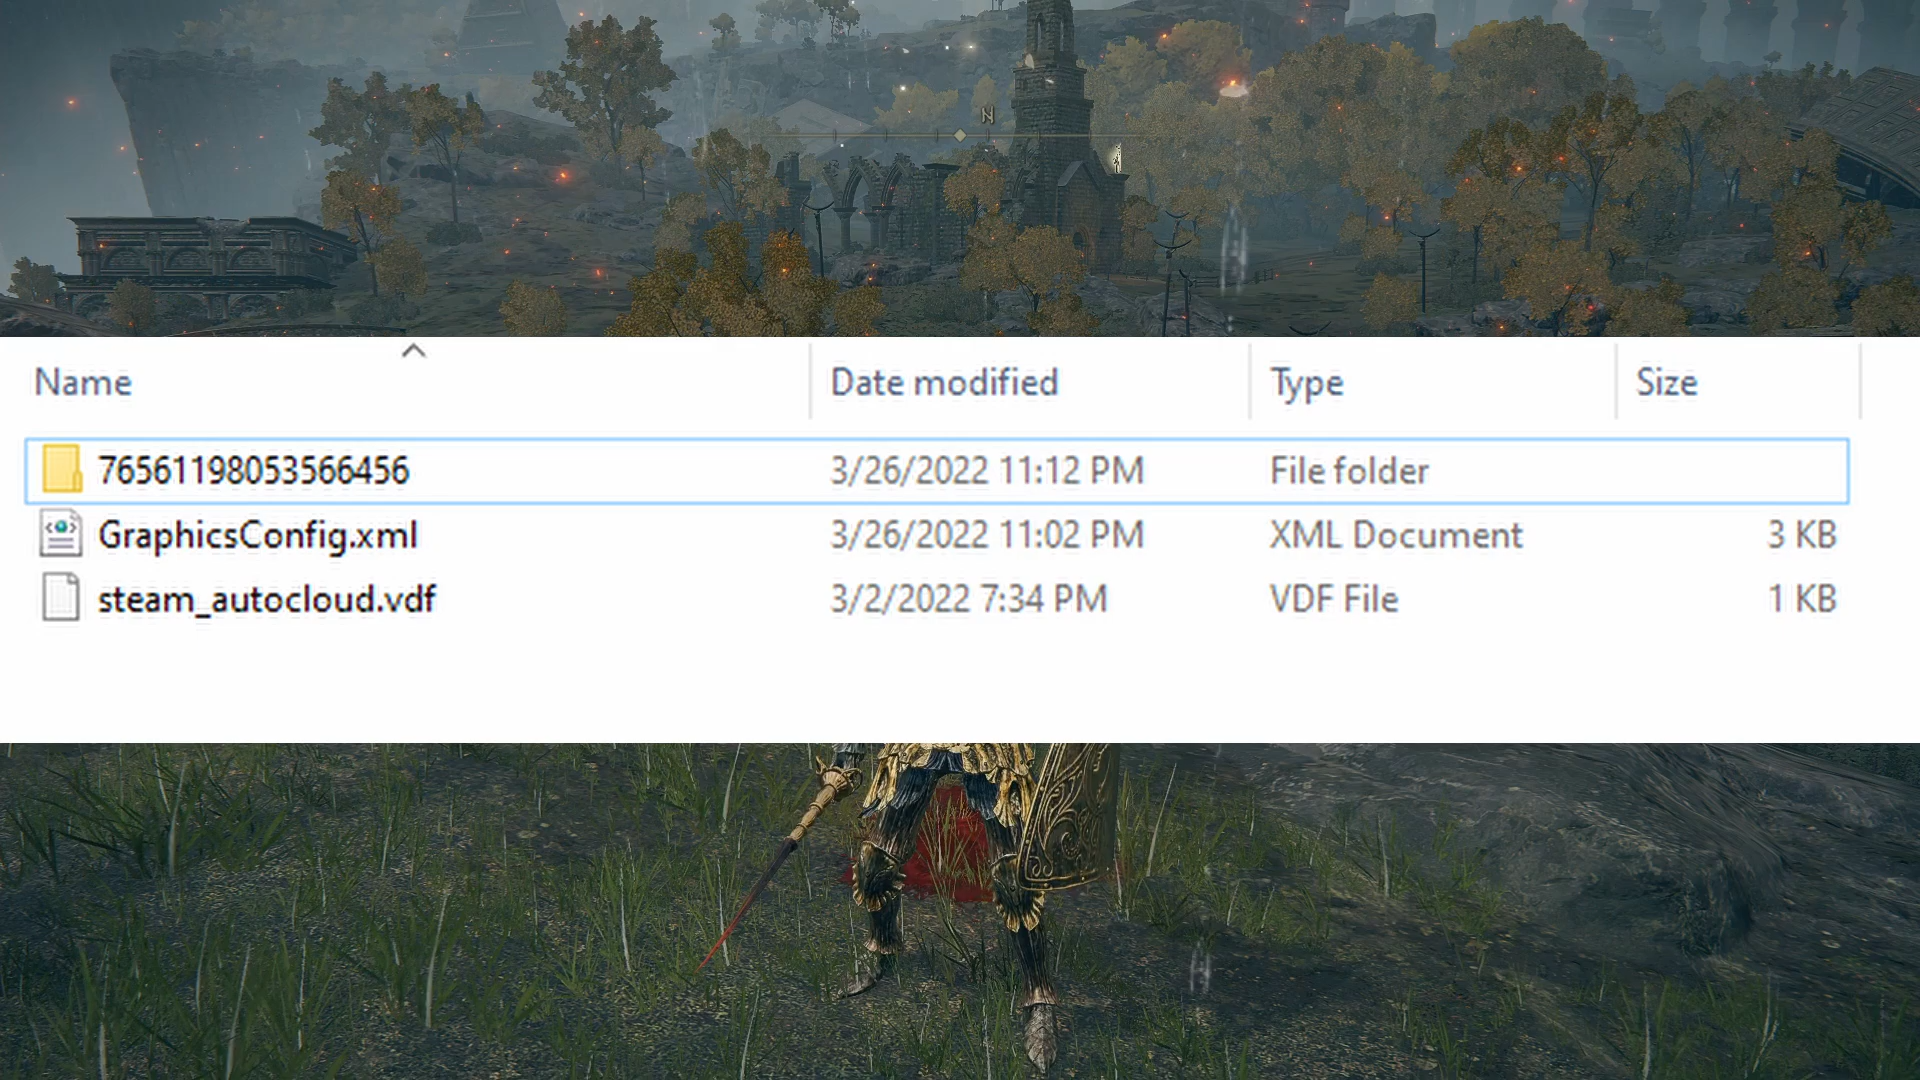 N
Name Date modified Type Size
76561198053566456 3/26/2022 11:12 PM File folder
GraphicsConfig.xml 3/26/2022 11:02 PM XML Document 3 KB
steam_autocloud.vdf 3/2/2022 7:34 PM VDF File 1 KB